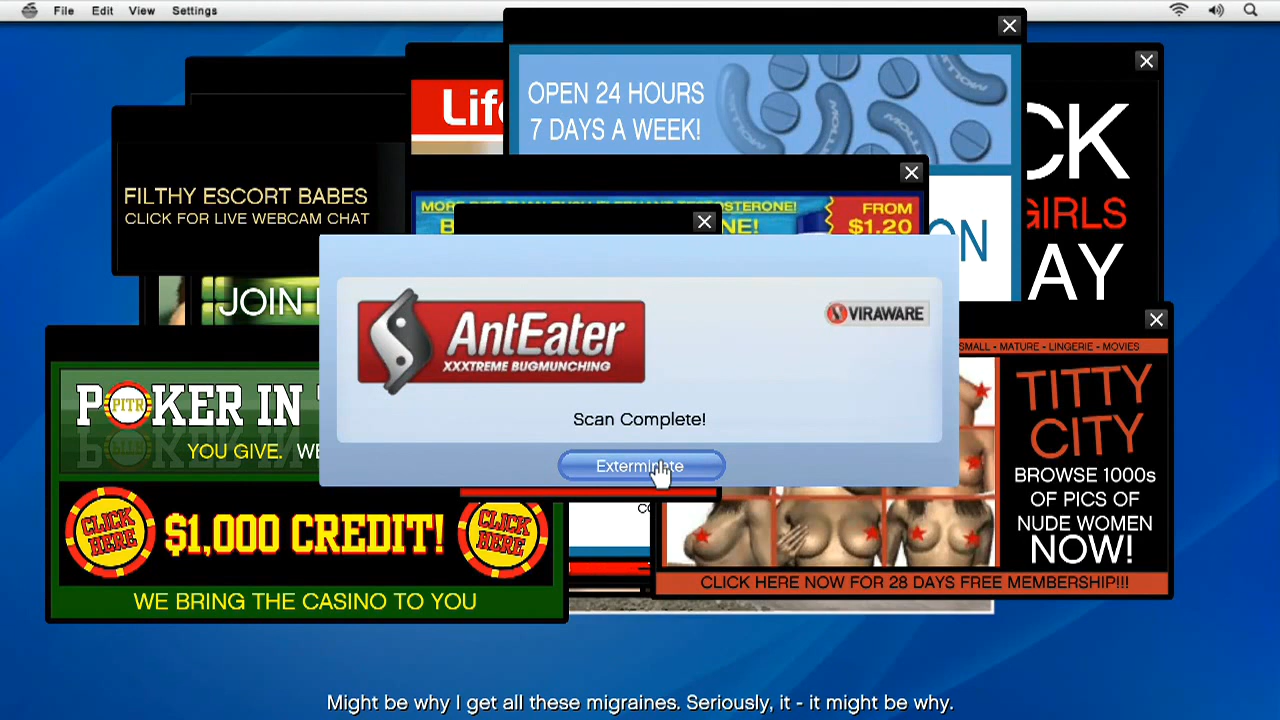 File Edit View Settings
OPEN 24 HOURS
7 DAYS A WEEK!
FILTHY ESCORT BABES
CLICK FOR LIVE WEBCAM CHAT
FROM
$1.20
GIRLS
JOIN
AntEater
XXXTREME BUGMUNCHING
VIRAWARE
Scan Complete!
Exterminate
POKER IN
PITR
YOU GIVE. WE
CLICK HERE
$1,000 CREDIT!
CLICK HERE
WE BRING THE CASINO TO YOU
SMALL - MATURE - LINGERIE - MOVIES
TITTY
CITY
BROWSE 1000s
OF PICS OF
NUDE WOMEN
NOW!
CLICK HERE NOW FOR 28 DAYS FREE MEMBERSHIP!!!
Might be why I get all these migraines. Seriously, it - it might be why.